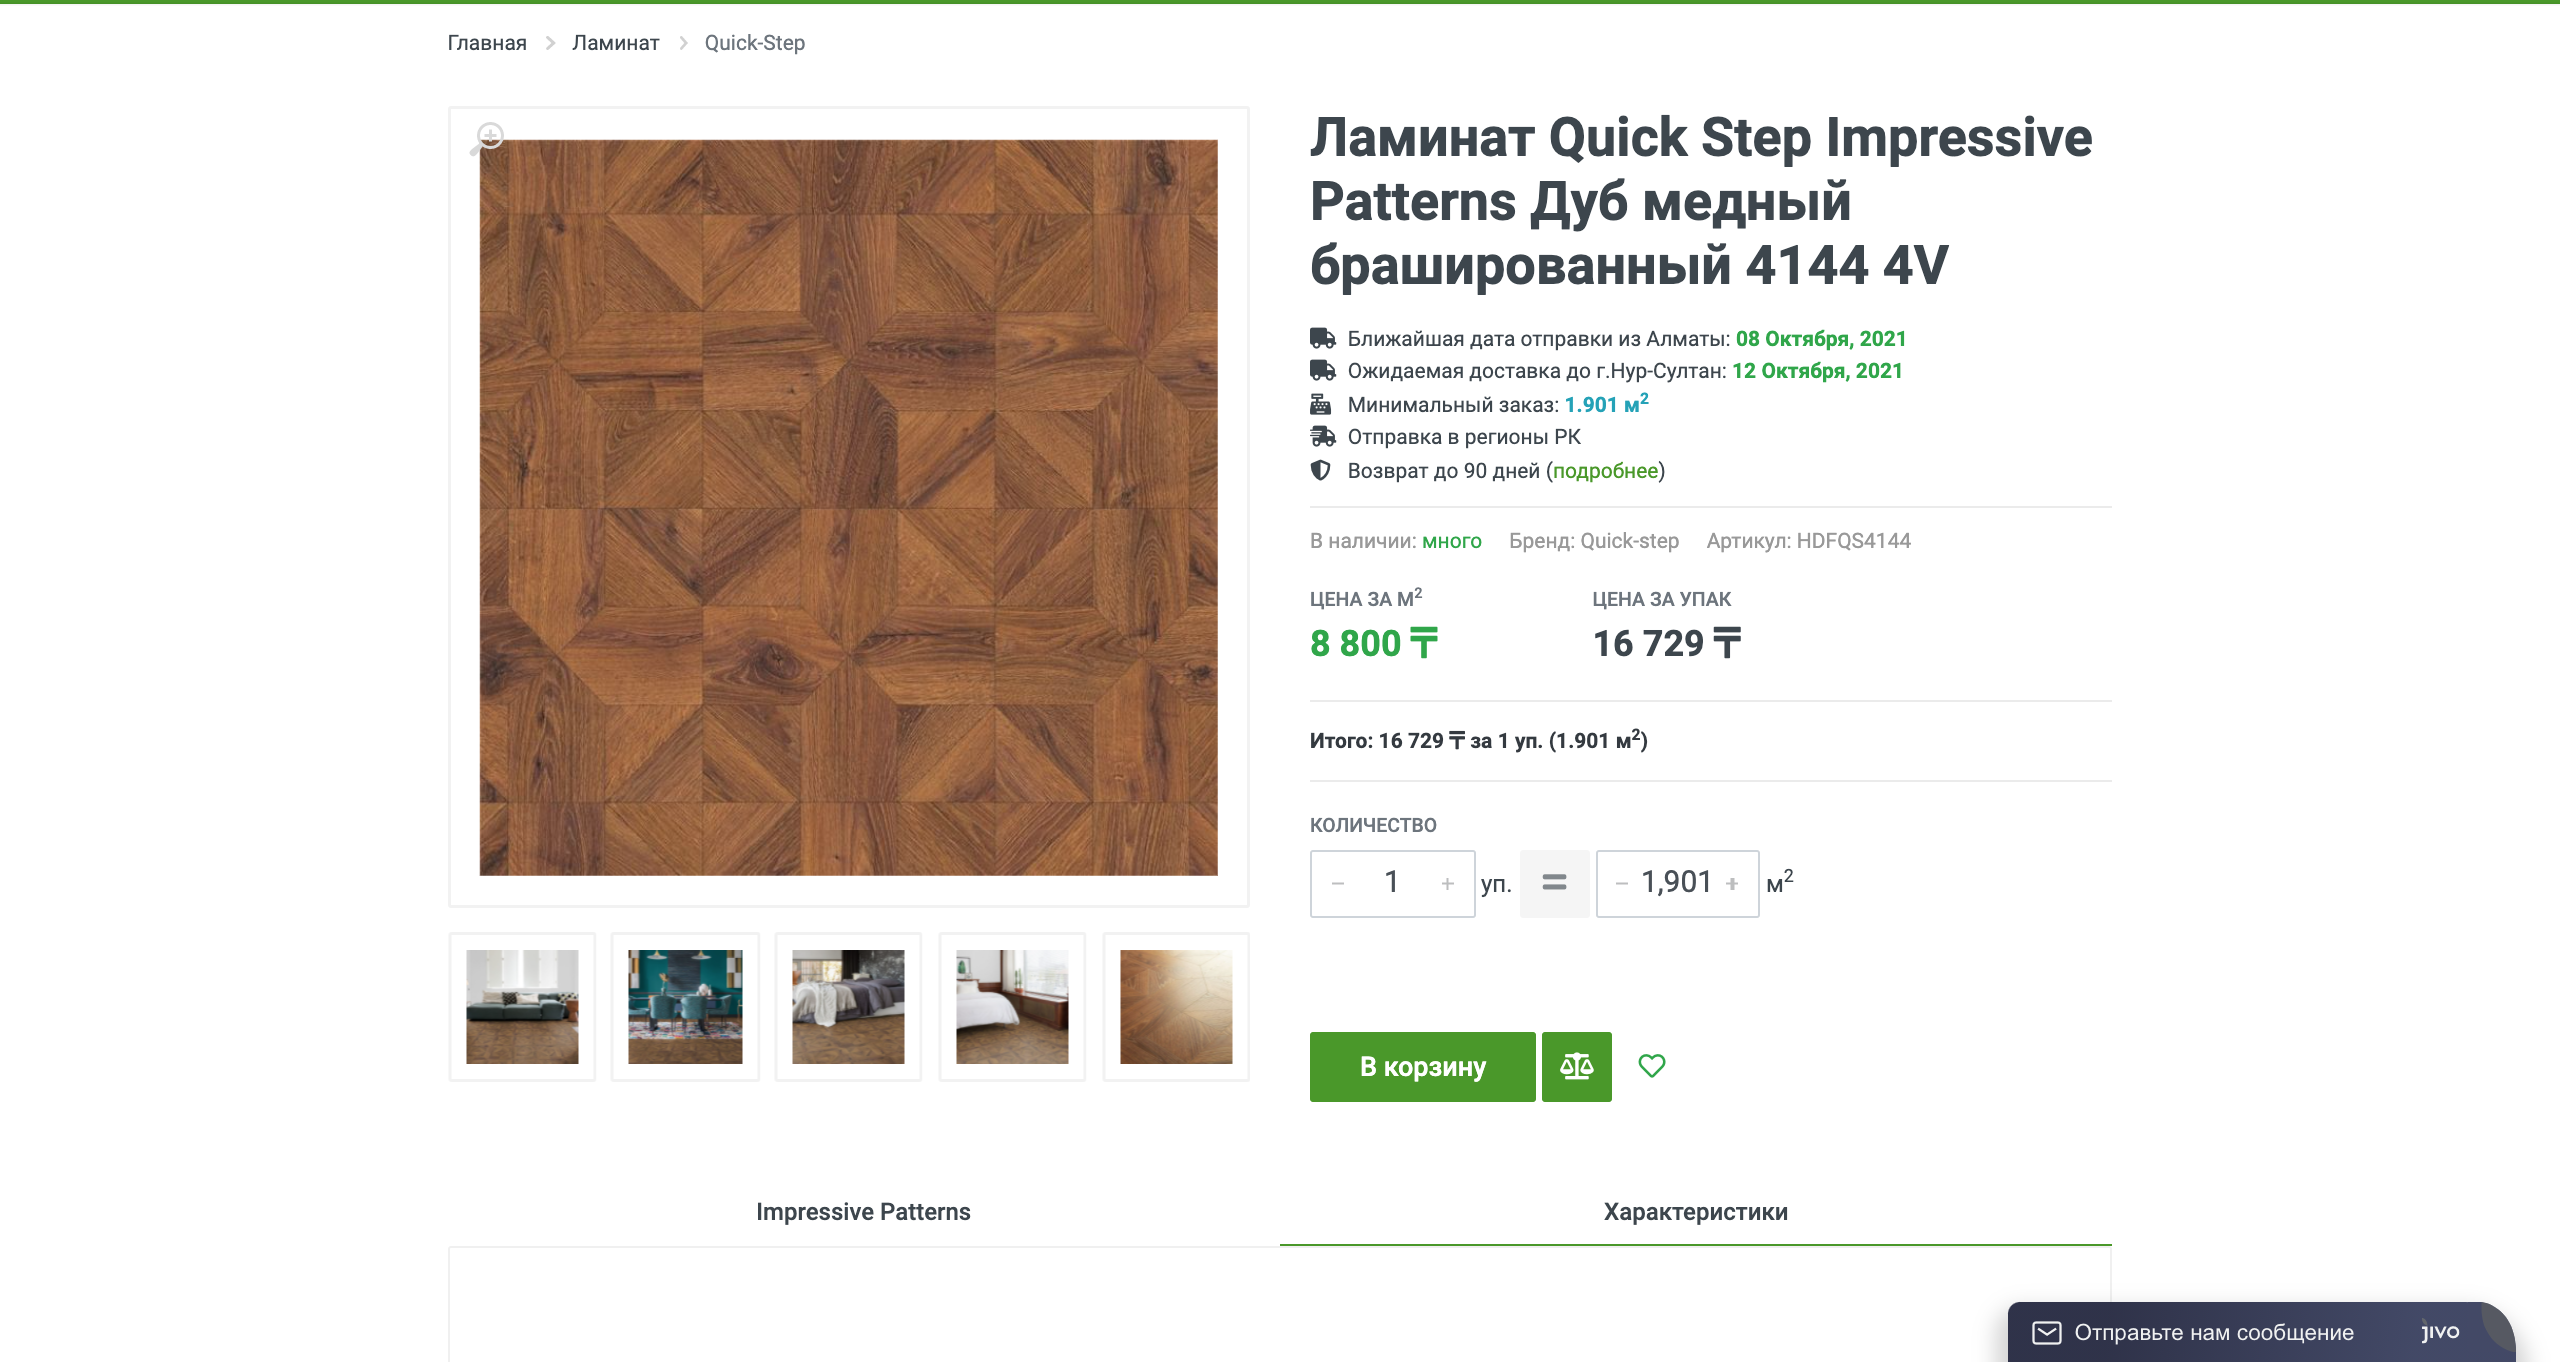 Главная
Ламинат
Quick-Step
Ламинат Quick Step Impressive
Patterns Дуб медный
брашированный 4144 4V
Ближайшая дата отправки из Алматы: 08 Октября, 2021
Ожидаемая доставка до г.Нур-Султан: 12 Октября, 2021
Минимальный заказ: 1.901 м²
Отправка в регионы РК
Возврат до 90 дней (подробнее)
В наличии: много Бренд: Quick-step Артикул: HDFQS4144
ЦЕНА ЗА М² ЦЕНА ЗА УПАК
8 800 ₸ 16 729 ₸
Итого: 16 729 ₸ за 1 уп. (1.901 м²)
КОЛИЧЕСТВО
− 1 + уп. = − 1,901 + м²
В корзину
Impressive Patterns
Характеристики
Отправьте нам сообщение jivo